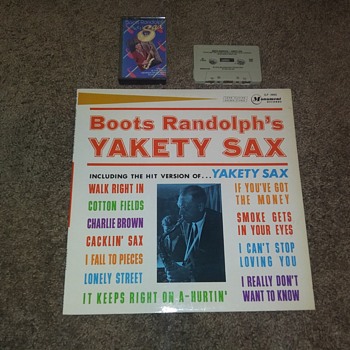 Monument
Boots Randolph's
YAKETY SAX
INCLUDING THE HIT VERSION OF...YAKETY SAX
WALK RIGHT IN
COTTON FIELDS
CHARLIE BROWN
CACKLIN' SAX
I FALL TO PIECES
LONELY STREET
IT KEEPS RIGHT ON A-HURTIN'
IF YOU'VE GOT
THE MONEY
SMOKE GETS
IN YOUR EYES
I CAN'T STOP
LOVING YOU
I REALLY DON'T
WANT TO KNOW